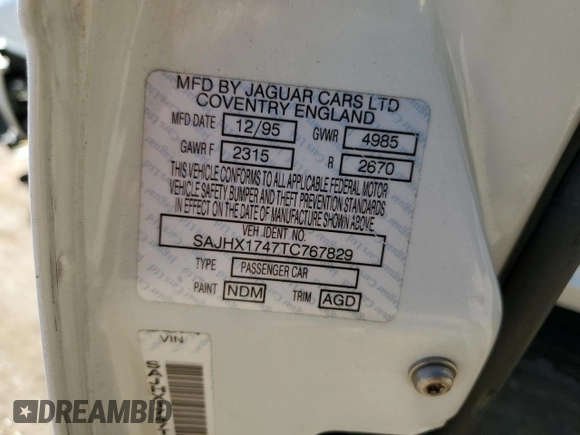 MFD BY JAGUAR CARS LTD
COVENTRY ENGLAND
MFD DATE 12/95 GVWR 4985
GAWR F 2315 R 2670
THIS VEHICLE CONFORMS TO ALL APPLICABLE FEDERAL MOTOR
VEHICLE SAFETY BUMPER AND THEFT PREVENTION STANDARDS
IN EFFECT ON THE DATE OF MANUFACTURE SHOWN ABOVE.
VEH. IDENT NO.
SAJHX1747TC767829
TYPE PASSENGER CAR
PAINT NDM TRIM AGD
VIN
DREAMBID